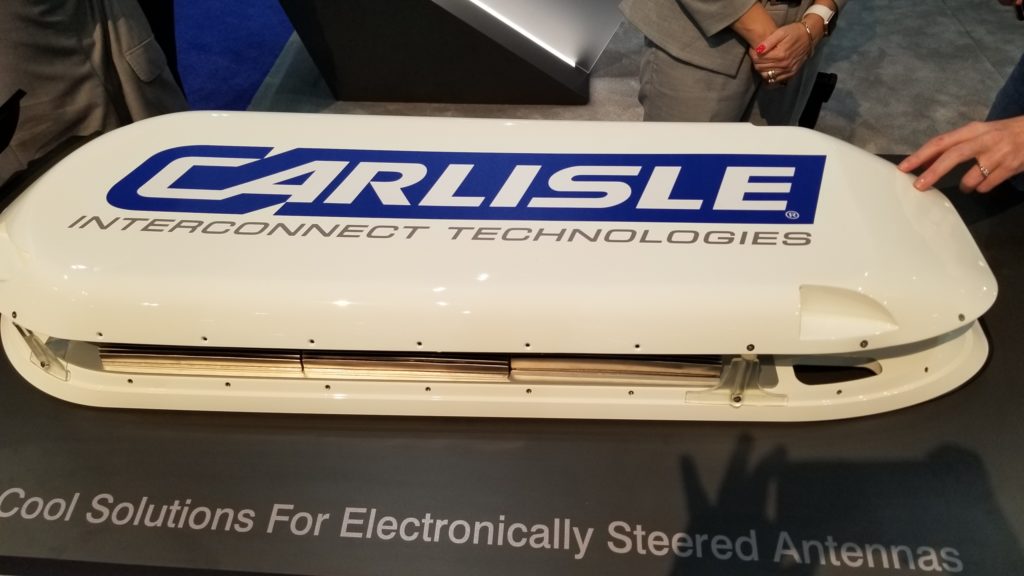 CARLISLE®
INTERCONNECT TECHNOLOGIES
Cool Solutions For Electronically Steered Antennas